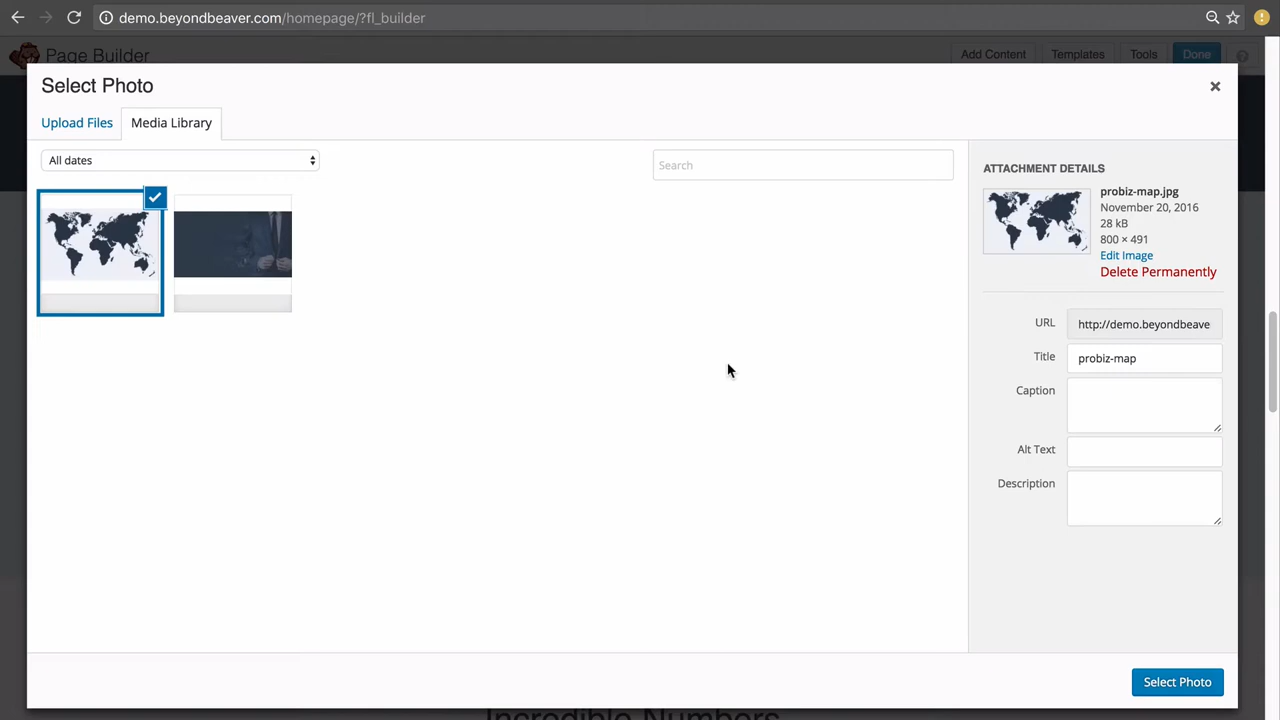 demo.beyondbeaver.com/homepage/?fl_builder
Page Builder
Add Content
Templates
Tools
Done
Select Photo
Upload Files
Media Library
All dates
Search
ATTACHMENT DETAILS
probiz-map.jpg
November 20, 2016
28 kB
800 × 491
Edit Image
Delete Permanently
URL
http://demo.beyondbeave
Title
probiz-map
Caption
Alt Text
Description
Select Photo
Incredible Numbers